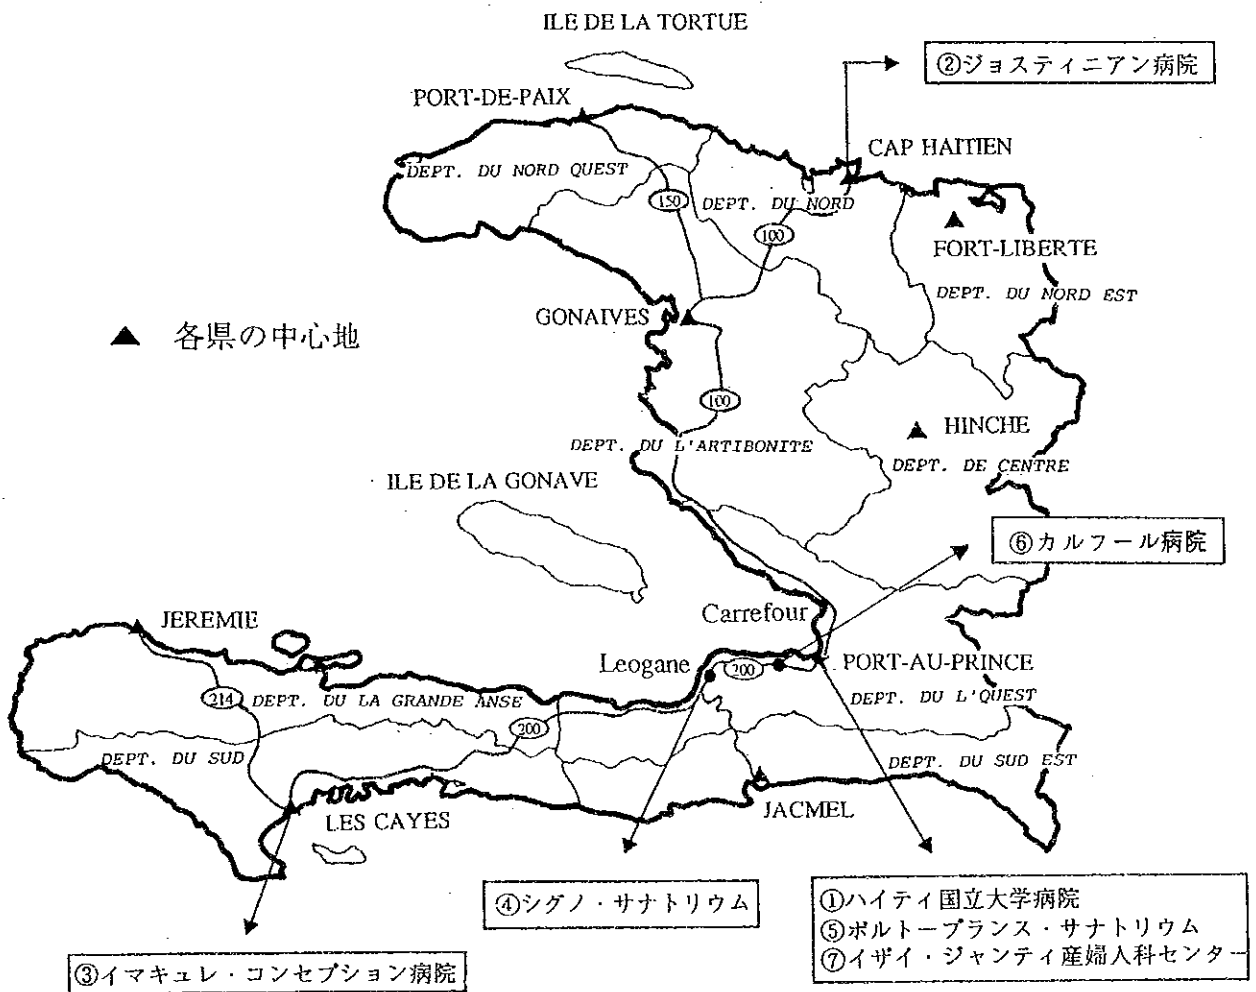 ILE DE LA TORTUE
②ジョスティニアン病院
PORT-DE-PAIX
CAP HAITIEN
DEPT. DU NORD QUEST
150
DEPT. DU NORD
100
FORT-LIBERTE
DEPT. DU NORD EST
GONAIVES
▲ 各県の中心地
100
HINCHE
DEPT. DU L'ARTIBONITE
DEPT. DE CENTRE
ILE DE LA GONAVE
⑥カルフール病院
Carrefour
JEREMIE
Leogane
200
PORT-AU-PRINCE
214
DEPT. DU LA GRANDE ANSE
DEPT. DU L'QUEST
200
DEPT. DU SUD
DEPT. DU SUD EST
LES CAYES
JACMEL
④シグノ・サナトリウム
①ハイティ国立大学病院
⑤ポルトープランス・サナトリウム
⑦イザイ・ジャンティ産婦人科センター
③イマキュレ・コンセプション病院